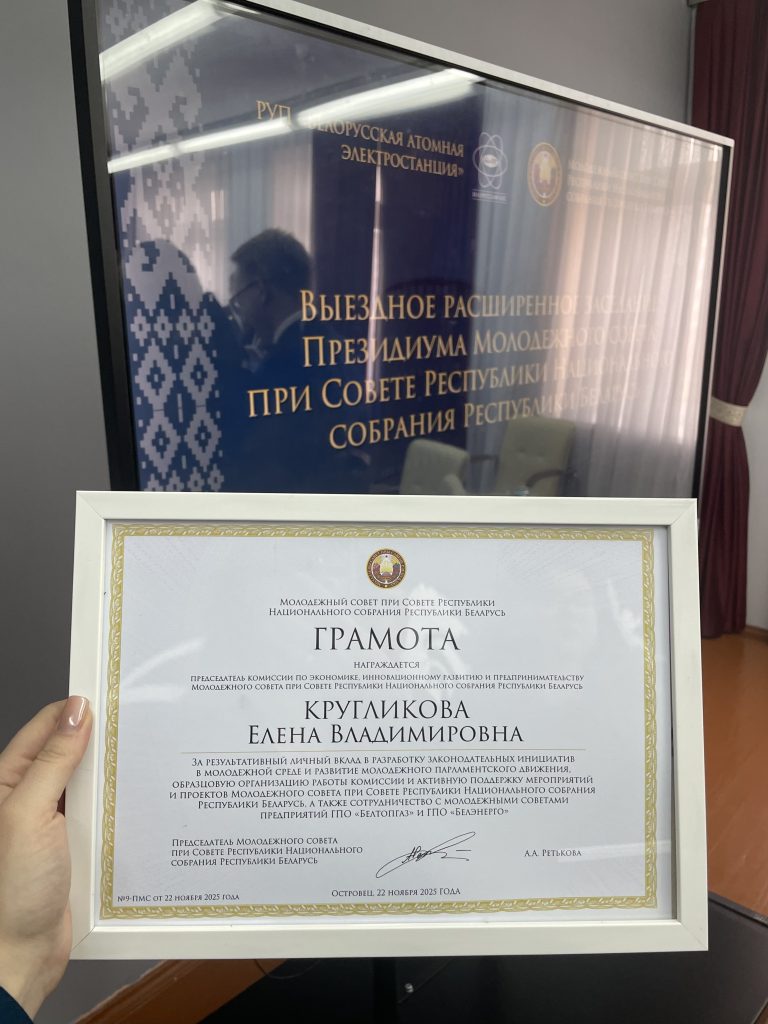 РУП «БЕЛОРУССКАЯ АТОМНАЯ
ЭЛЕКТРОСТАНЦИЯ»
ВЫЕЗДНОЕ РАСШИРЕННОЕ ЗАСЕДАНИЕ
ПРЕЗИДИУМА МОЛОДЕЖНОГО СОВЕТА
ПРИ СОВЕТЕ РЕСПУБЛИКИ НАЦИОНАЛЬНОГО
СОБРАНИЯ РЕСПУБЛИКИ БЕЛАРУСЬ
МОЛОДЕЖНЫЙ СОВЕТ ПРИ СОВЕТЕ РЕСПУБЛИКИ
НАЦИОНАЛЬНОГО СОБРАНИЯ РЕСПУБЛИКИ БЕЛАРУСЬ
ГРАМОТА
НАГРАЖДАЕТСЯ
ПРЕДСЕДАТЕЛЬ КОМИССИИ ПО ЭКОНОМИКЕ, ИННОВАЦИОННОМУ РАЗВИТИЮ И ПРЕДПРИНИМАТЕЛЬСТВУ
МОЛОДЕЖНОГО СОВЕТА ПРИ СОВЕТЕ РЕСПУБЛИКИ НАЦИОНАЛЬНОГО СОБРАНИЯ РЕСПУБЛИКИ БЕЛАРУСЬ
КРУГЛИКОВА
ЕЛЕНА ВЛАДИМИРОВНА
ЗА РЕЗУЛЬТАТИВНЫЙ ЛИЧНЫЙ ВКЛАД В РАЗРАБОТКУ ЗАКОНОДАТЕЛЬНЫХ ИНИЦИАТИВ
В МОЛОДЕЖНОЙ СРЕДЕ И РАЗВИТИЕ МОЛОДЕЖНОГО ПАРЛАМЕНТСКОГО ДВИЖЕНИЯ,
ОБРАЗЦОВУЮ ОРГАНИЗАЦИЮ РАБОТЫ КОМИССИИ И АКТИВНУЮ ПОДДЕРЖКУ МЕРОПРИЯТИЙ
И ПРОЕКТОВ МОЛОДЕЖНОГО СОВЕТА ПРИ СОВЕТЕ РЕСПУБЛИКИ НАЦИОНАЛЬНОГО СОБРАНИЯ
РЕСПУБЛИКИ БЕЛАРУСЬ, А ТАКЖЕ СОТРУДНИЧЕСТВО С МОЛОДЕЖНЫМИ СОВЕТАМИ
ПРЕДПРИЯТИЙ ГПО «БЕЛТОПГАЗ» И ГПО «БЕЛЭНЕРГО»
ПРЕДСЕДАТЕЛЬ МОЛОДЕЖНОГО СОВЕТА
ПРИ СОВЕТЕ РЕСПУБЛИКИ НАЦИОНАЛЬНОГО
СОБРАНИЯ РЕСПУБЛИКИ БЕЛАРУСЬ
А.А. РЕТЬКОВА
№9-ПМС ОТ 22 НОЯБРЯ 2025 ГОДА
ОСТРОВЕЦ, 22 НОЯБРЯ 2025 ГОДА